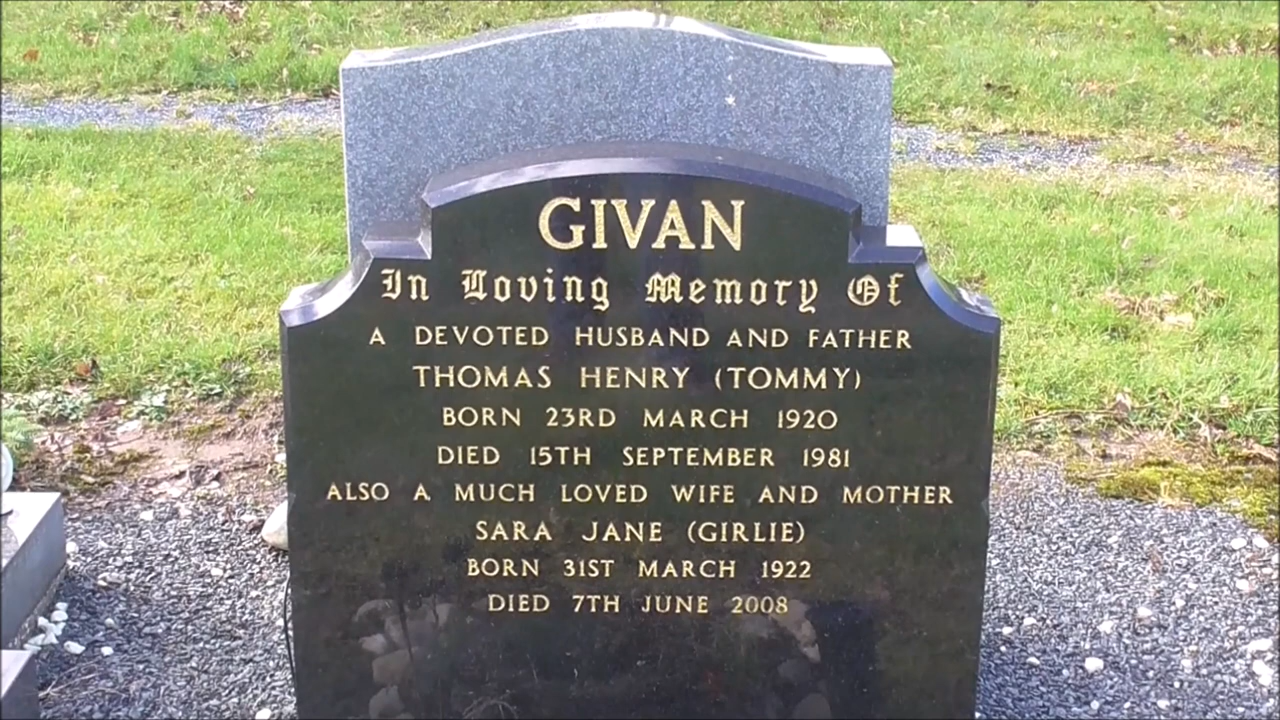 GIVAN
In Loving Memory Of
A DEVOTED HUSBAND AND FATHER
THOMAS HENRY (TOMMY)
BORN 23RD MARCH 1920
DIED 15TH SEPTEMBER 1981
ALSO A MUCH LOVED WIFE AND MOTHER
SARA JANE (GIRLIE)
BORN 31ST MARCH 1922
DIED 7TH JUNE 2008